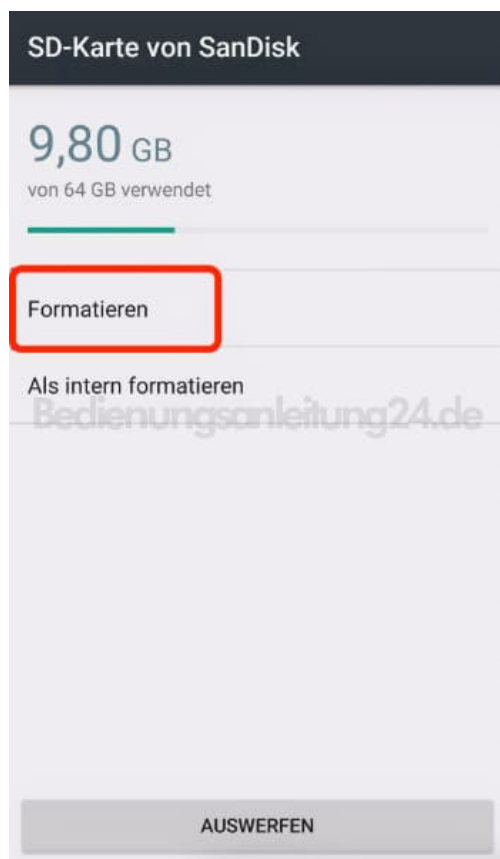 SD-Karte von SanDisk
9,80 GB
von 64 GB verwendet
Formatieren
Als intern formatieren
Bedienungsanleitung24.de
AUSWERFEN